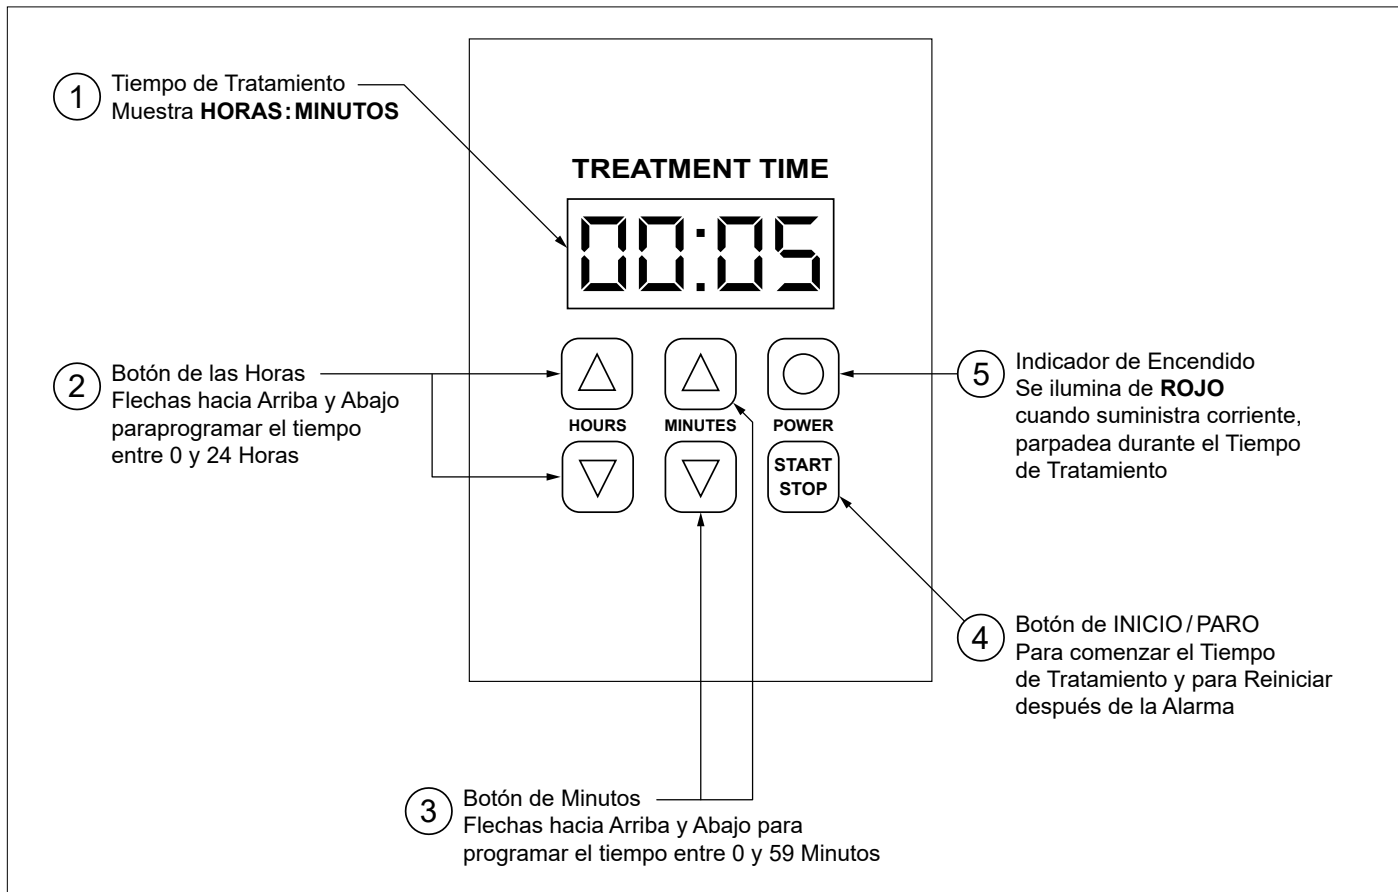 1
Tiempo de Tratamiento
Muestra HORAS:MINUTOS
TREATMENT TIME
00:05
2
Botón de las Horas
Flechas hacia Arriba y Abajo
paraprogramar el tiempo
entre 0 y 24 Horas
HOURS
MINUTES
POWER
START
STOP
5
Indicador de Encendido
Se ilumina de ROJO
cuando suministra corriente,
parpadea durante el Tiempo
de Tratamiento
4
Botón de INICIO/PARO
Para comenzar el Tiempo
de Tratamiento y para Reiniciar
después de la Alarma
3
Botón de Minutos
Flechas hacia Arriba y Abajo para
programar el tiempo entre 0 y 59 Minutos